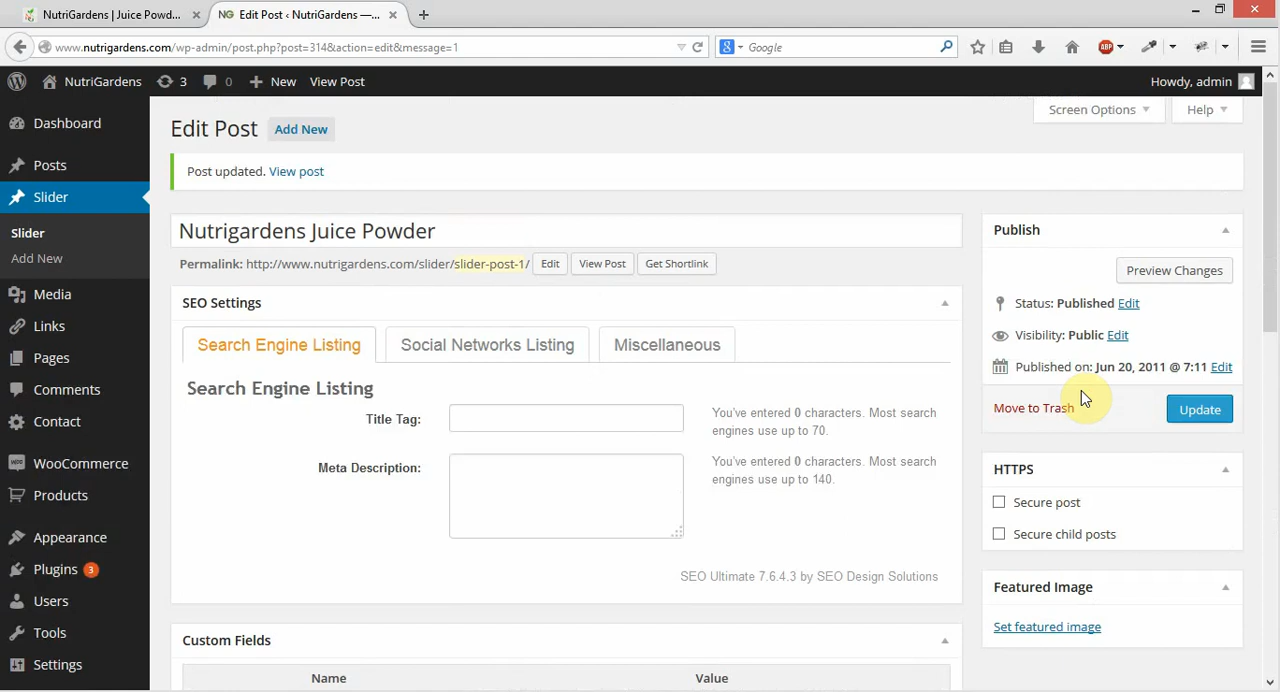 NutriGardens | Juice Powd...
NG Edit Post ‹ NutriGardens —...
www.nutrigardens.com/wp-admin/post.php?post=314&action=edit&message=1
Google
ABP
NutriGardens
3
0
New
View Post
Howdy, admin
Dashboard
Posts
Slider
Slider
Add New
Media
Links
Pages
Comments
Contact
WooCommerce
Products
Appearance
Plugins 3
Users
Tools
Settings
Screen Options
Help
Edit Post Add New
Post updated. View post
Nutrigardens Juice Powder
Permalink: http://www.nutrigardens.com/slider/slider-post-1/ Edit View Post Get Shortlink
SEO Settings
Search Engine Listing Social Networks Listing Miscellaneous
Search Engine Listing
Title Tag:
You've entered 0 characters. Most search
engines use up to 70.
Meta Description:
You've entered 0 characters. Most search
engines use up to 140.
SEO Ultimate 7.6.4.3 by SEO Design Solutions
Custom Fields
Name Value
Publish
Preview Changes
Status: Published Edit
Visibility: Public Edit
Published on: Jun 20, 2011 @ 7:11 Edit
Move to Trash Update
HTTPS
Secure post
Secure child posts
Featured Image
Set featured image